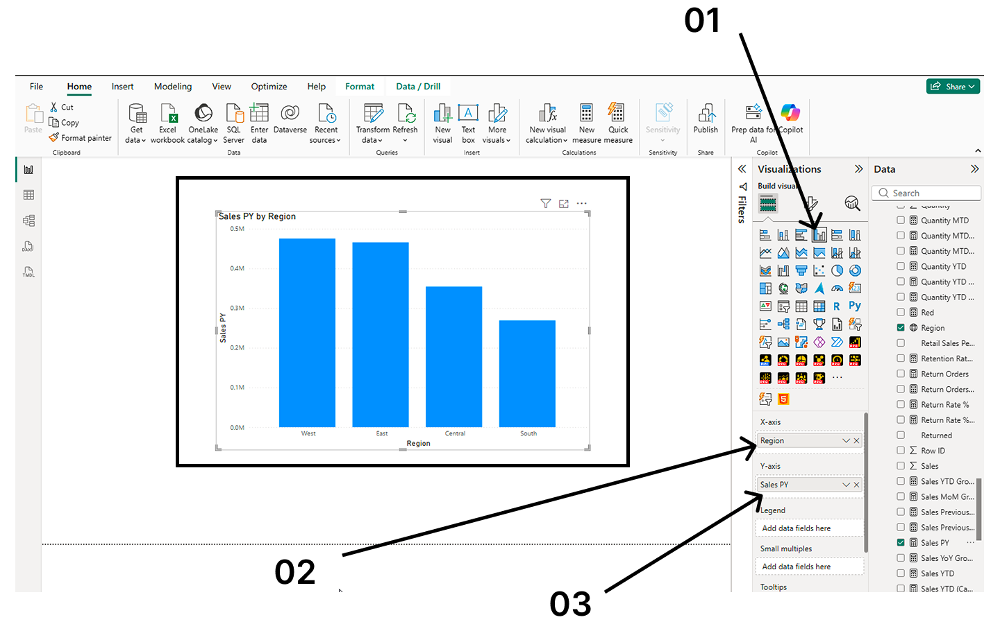 01
File Home Insert Modeling View Optimize Help Format Data / Drill Share
Paste
Cut
Copy
Format painter
Clipboard
Get data
Excel workbook
OneLake catalog
SQL Server
Enter data
Dataverse
Recent sources
Data
Transform data
Refresh
Queries
New visual
Text box
More visuals
Insert
New visual calculation
New measure
Quick measure
Calculations
Sensitivity
Sensitivity
Publish
Share
Prep data for AI
Copilot
Copilot
DAX
TMDL
Sales PY by Region
0.5M
0.4M
0.3M
0.2M
0.1M
0.0M
Sales PY
West East Central South
Region
Filters
Visualizations
Build visual
123
R Py
X-axis
Region
Y-axis
Sales PY
Legend
Add data fields here
Small multiples
Add data fields here
Tooltips
Data
Search
Quantity
Quantity MTD
Quantity MTD...
Quantity MTD...
Quantity YTD
Quantity YTD ...
Quantity YTD ...
Red
Region
Retail Sales Pe...
Retention Rat...
Return Orders
Return Orders...
Return Rate %
Return Rate %...
Returned
Row ID
Sales
Sales YTD Gro...
Sales MoM Gr...
Sales Previous...
Sales Previous...
Sales PY ...
Sales YoY Gro...
Sales YTD
Sales YTD (Ca...
02
03